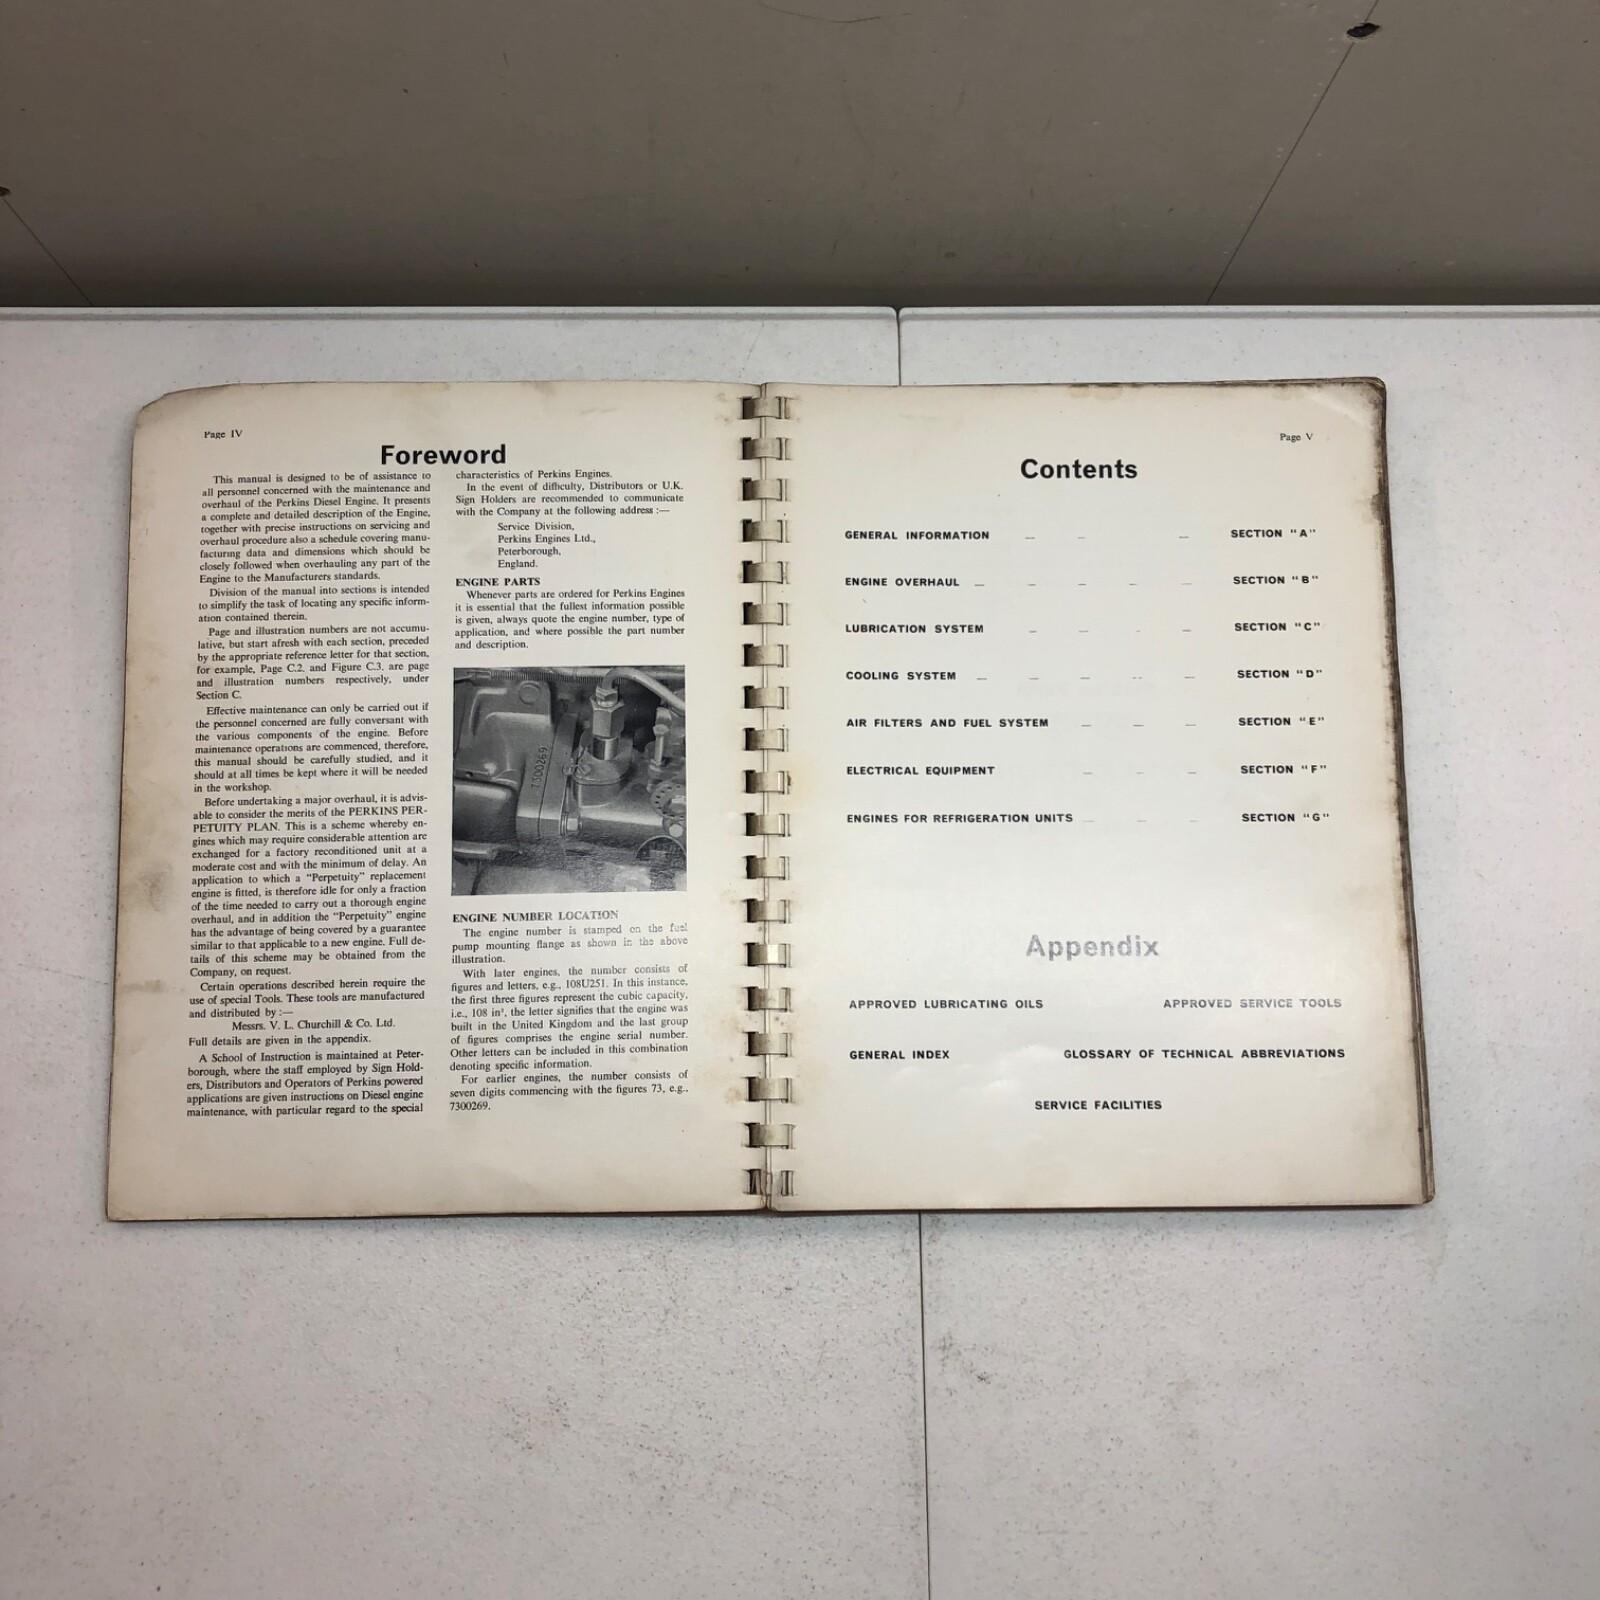 Page IV
Foreword
This manual is designed to be of assistance to
all personnel concerned with the maintenance and
overhaul of the Perkins Diesel Engine. It presents
a complete and detailed description of the Engine,
together with precise instructions on servicing and
overhaul procedure also a schedule covering manu-
facturing data and dimensions which should be
closely followed when overhauling any part of the
Engine to the Manufacturers standards.
Division of the manual into sections is intended
to simplify the task of locating any specific inform-
ation contained therein.
Page and illustration numbers are not accumu-
lative, but start afresh with each section, preceded
by the appropriate reference letter for that section,
for example, Page C.2. and Figure C.3. are page
and illustration numbers respectively, under
Section C.
Effective maintenance can only be carried out if
the personnel concerned are fully conversant with
the various components of the engine. Before
maintenance operations are commenced, therefore,
this manual should be carefully studied, and it
should at all times be kept where it will be needed
in the workshop.
Before undertaking a major overhaul, it is advis-
able to consider the merits of the PERKINS PER-
PETUITY PLAN. This is a scheme whereby en-
gines which may require considerable attention are
exchanged for a factory reconditioned unit at a
moderate cost and with the minimum of delay. An
application to which a "Perpetuity" replacement
engine is fitted, is therefore idle for only a fraction
of the time needed to carry out a thorough engine
overhaul, and in addition the "Perpetuity" engine
has the advantage of being covered by a guarantee
similar to that applicable to a new engine. Full de-
tails of this scheme may be obtained from the
Company, on request.
Certain operations described herein require the
use of special Tools. These tools are manufactured
and distributed by :—
Messrs. V. L. Churchill & Co. Ltd.
Full details are given in the appendix.
A School of Instruction is maintained at Peter-
borough, where the staff employed by Sign Hold-
ers, Distributors and Operators of Perkins powered
applications are given instructions on Diesel engine
maintenance, with particular regard to the special
characteristics of Perkins Engines.
In the event of difficulty, Distributors or U.K.
Sign Holders are recommended to communicate
with the Company at the following address :—
Service Division,
Perkins Engines Ltd.,
Peterborough,
England.
ENGINE PARTS
Whenever parts are ordered for Perkins Engines
it is essential that the fullest information possible
is given, always quote the engine number, type of
application, and where possible the part number
and description.
7300269
ENGINE NUMBER LOCATION
The engine number is stamped on the fuel
pump mounting flange as shown in the above
illustration.
With later engines, the number consists of
figures and letters, e.g., 108U251. In this instance,
the first three figures represent the cubic capacity,
i.e., 108 in³, the letter signifies that the engine was
built in the United Kingdom and the last group
of figures comprises the engine serial number.
Other letters can be included in this combination
denoting specific information.
For earlier engines, the number consists of
seven digits commencing with the figures 73, e.g.,
7300269.
Page V
Contents
GENERAL INFORMATION — — — SECTION "A"
ENGINE OVERHAUL — — — — — SECTION "B"
LUBRICATION SYSTEM — — — — SECTION "C"
COOLING SYSTEM — — — — — SECTION "D"
AIR FILTERS AND FUEL SYSTEM — — — SECTION "E"
ELECTRICAL EQUIPMENT — — — SECTION "F"
ENGINES FOR REFRIGERATION UNITS — — — SECTION "G"
Appendix
APPROVED LUBRICATING OILS APPROVED SERVICE TOOLS
GENERAL INDEX GLOSSARY OF TECHNICAL ABBREVIATIONS
SERVICE FACILITIES